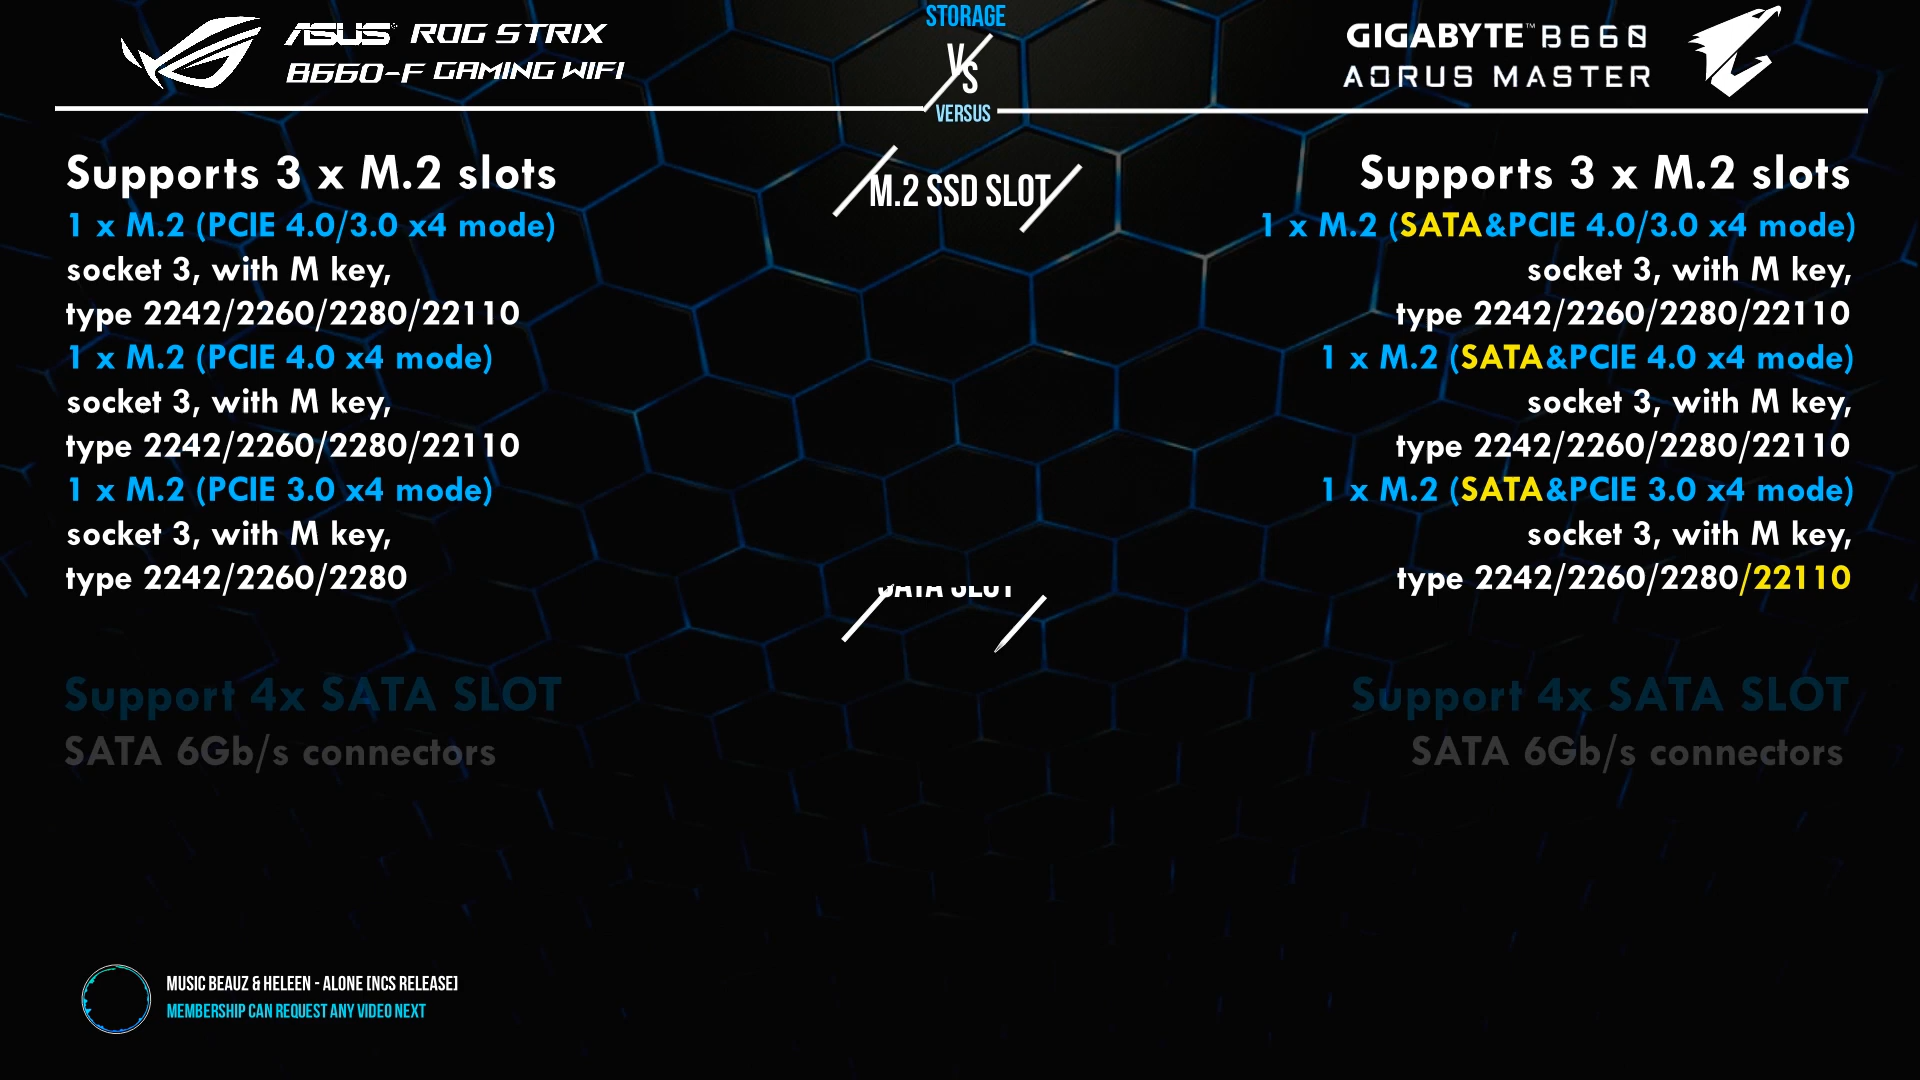 STORAGE
ASUS ROG STRIX
B660-F GAMING WIFI
VS
VERSUS
GIGABYTE™ B660
AORUS MASTER
M.2 SSD SLOT
Supports 3 x M.2 slots
1 x M.2 (PCIE 4.0/3.0 x4 mode)
socket 3, with M key,
type 2242/2260/2280/22110
1 x M.2 (PCIE 4.0 x4 mode)
socket 3, with M key,
type 2242/2260/2280/22110
1 x M.2 (PCIE 3.0 x4 mode)
socket 3, with M key,
type 2242/2260/2280
Supports 3 x M.2 slots
1 x M.2 (SATA&PCIE 4.0/3.0 x4 mode)
socket 3, with M key,
type 2242/2260/2280/22110
1 x M.2 (SATA&PCIE 4.0 x4 mode)
socket 3, with M key,
type 2242/2260/2280/22110
1 x M.2 (SATA&PCIE 3.0 x4 mode)
socket 3, with M key,
type 2242/2260/2280/22110
SATA SLOT
Support 4x SATA SLOT
SATA 6Gb/s connectors
Support 4x SATA SLOT
SATA 6Gb/s connectors
MUSIC BEAUZ & HELEEN - ALONE [NCS RELEASE]
MEMBERSHIP CAN REQUEST ANY VIDEO NEXT